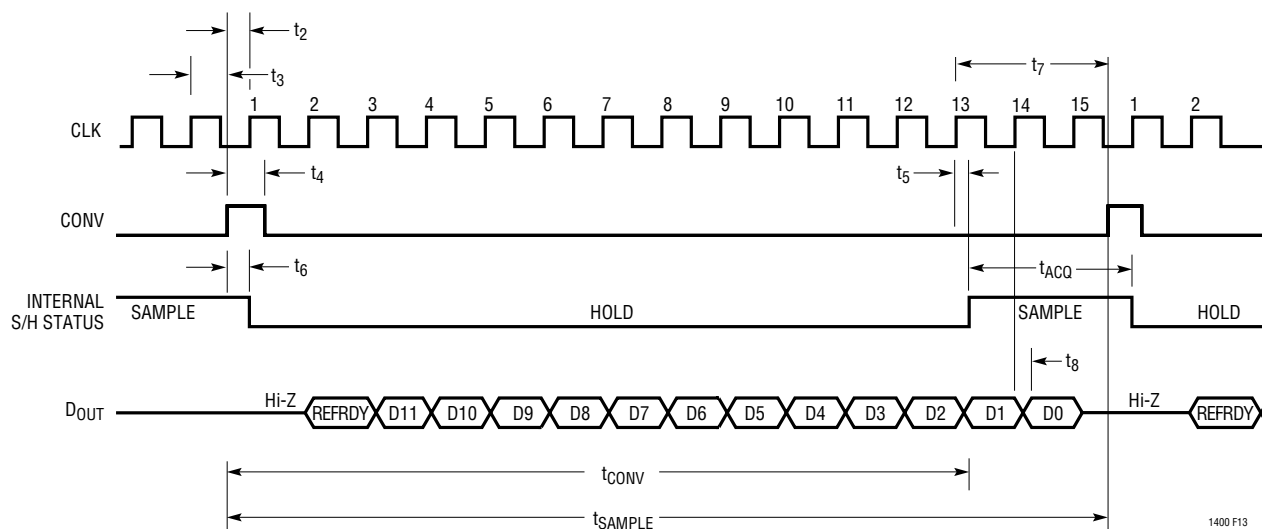 t2
t3
t7
1 2 3 4 5 6 7 8 9 10 11 12 13 14 15 1 2
CLK
t4
t5
CONV
t6
tACQ
INTERNAL
S/H STATUS
SAMPLE HOLD SAMPLE HOLD
t8
Hi-Z Hi-Z
DOUT REFRDY D11 D10 D9 D8 D7 D6 D5 D4 D3 D2 D1 D0 REFRDY
tCONV
tSAMPLE
1400 F13